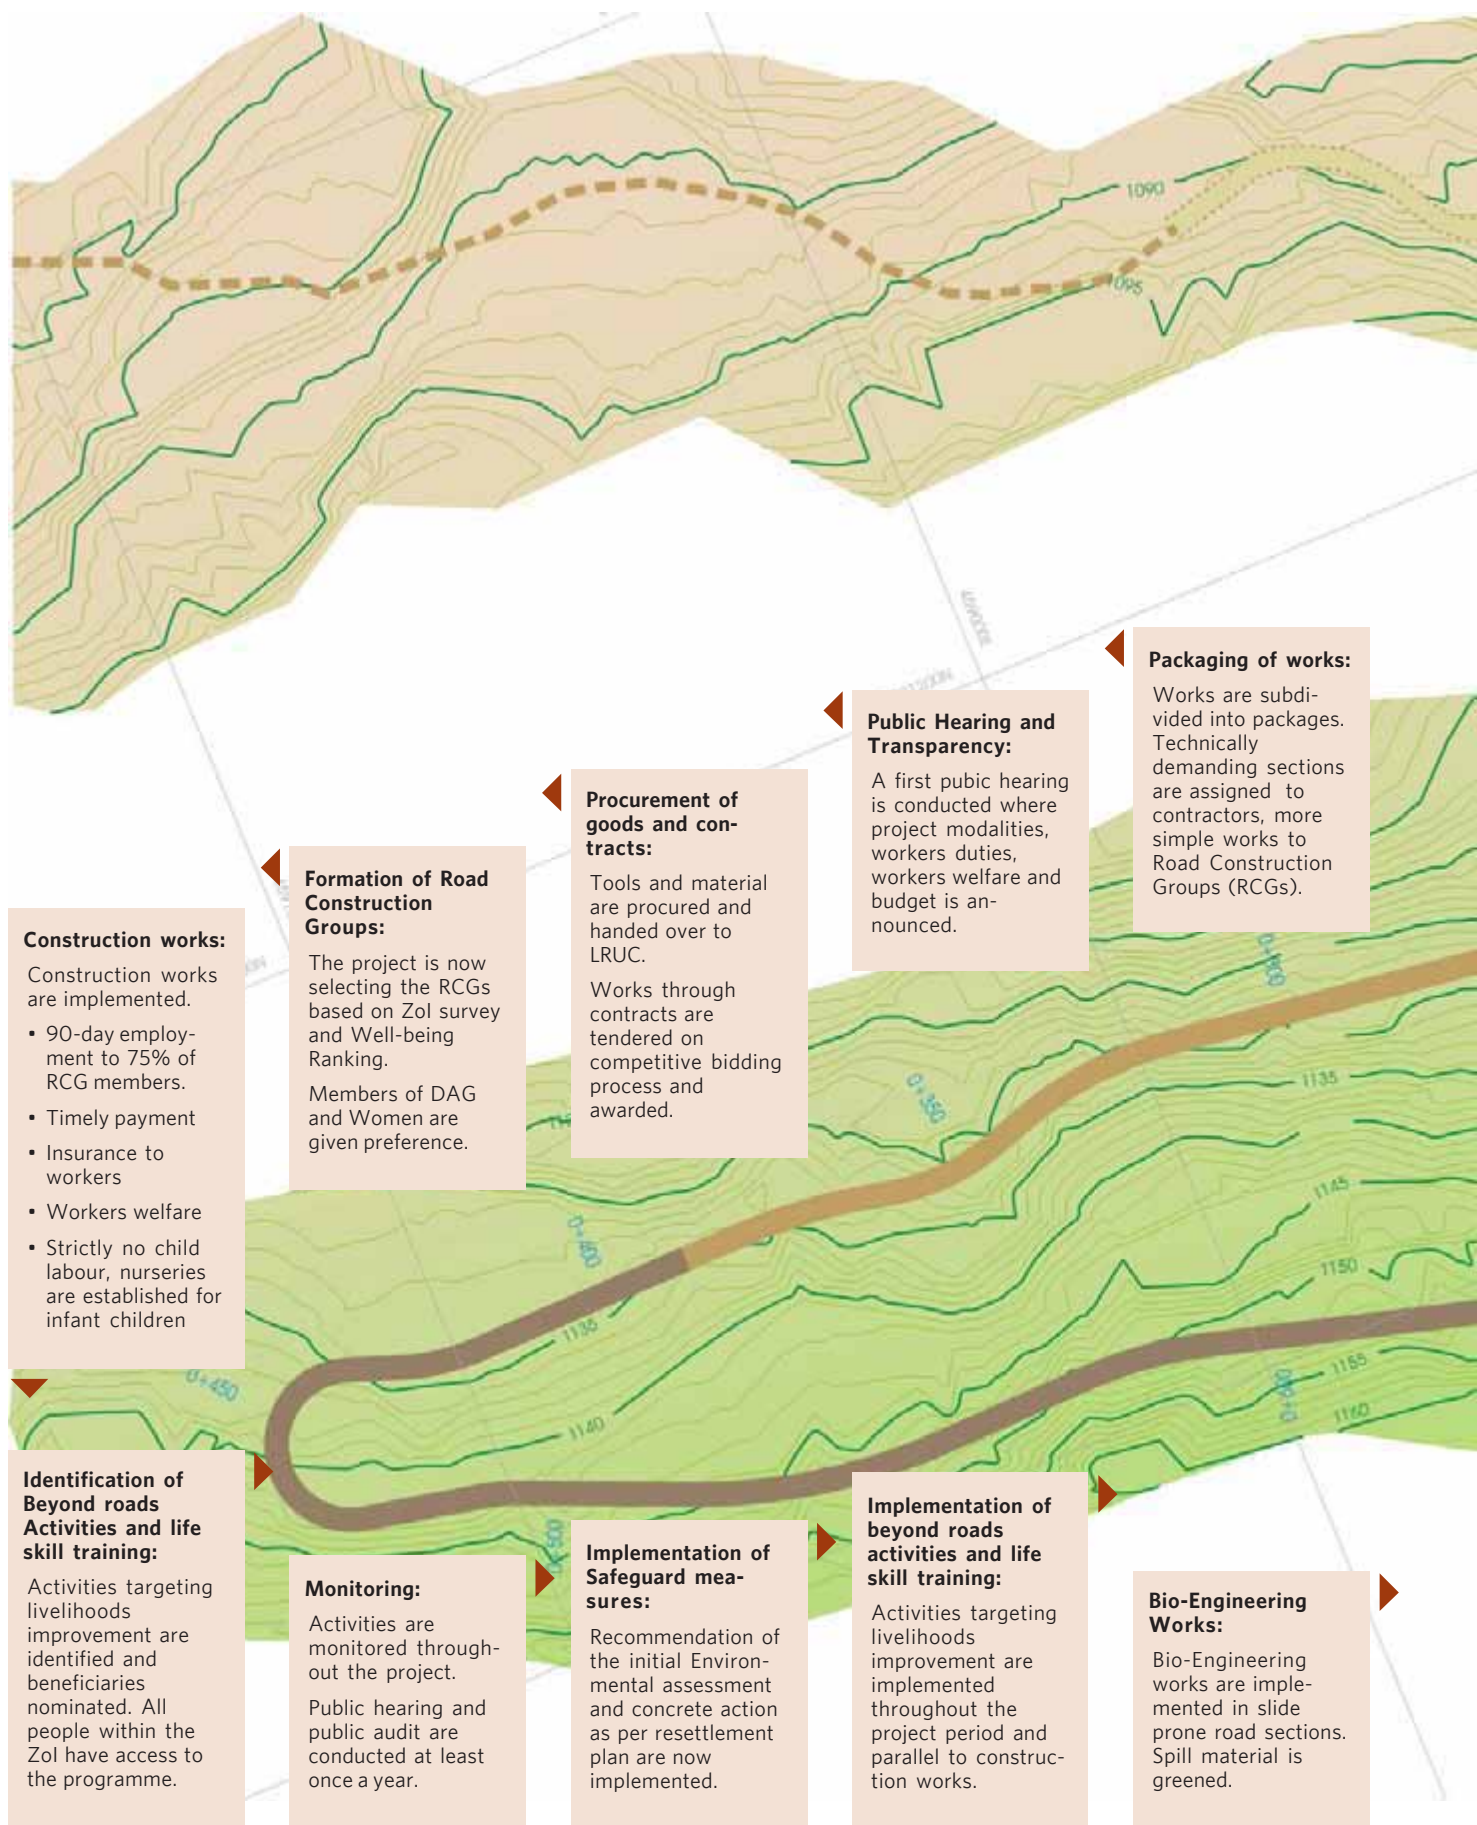 1090
1095
459000E
Packaging of works:
Works are subdi-
vided into packages.
Technically
demanding sections
are assigned to
contractors, more
simple works to
Road Construction
Groups (RCGs).
Public Hearing and
Transparency:
A first pubic hearing
is conducted where
project modalities,
workers duties,
workers welfare and
budget is an-
nounced.
Procurement of
goods and con-
tracts:
Tools and material
are procured and
handed over to
LRUC.
Works through
contracts are
tendered on
competitive bidding
process and
awarded.
Formation of Road
Construction
Groups:
The project is now
selecting the RCGs
based on ZoI survey
and Well-being
Ranking.
Members of DAG
and Women are
given preference.
Construction works:
Construction works
are implemented.
• 90-day employ-
ment to 75% of
RCG members.
• Timely payment
• Insurance to
workers
• Workers welfare
• Strictly no child
labour, nurseries
are established for
infant children
0+350
1135
1145
0+400
1150
1135
1155
0+450
1140
1160
Identification of
Beyond roads
Activities and life
skill training:
Activities targeting
livelihoods
improvement are
identified and
beneficiaries
nominated. All
people within the
ZoI have access to
the programme.
Monitoring:
Activities are
monitored through-
out the project.
Public hearing and
public audit are
conducted at least
once a year.
Implementation of
Safeguard mea-
sures:
Recommendation of
the initial Environ-
mental assessment
and concrete action
as per resettlement
plan are now
implemented.
Implementation of
beyond roads
activities and life
skill training:
Activities targeting
livelihoods
improvement are
implemented
throughout the
project period and
parallel to construc-
tion works.
Bio-Engineering
Works:
Bio-Engineering
works are imple-
mented in slide
prone road sections.
Spill material is
greened.